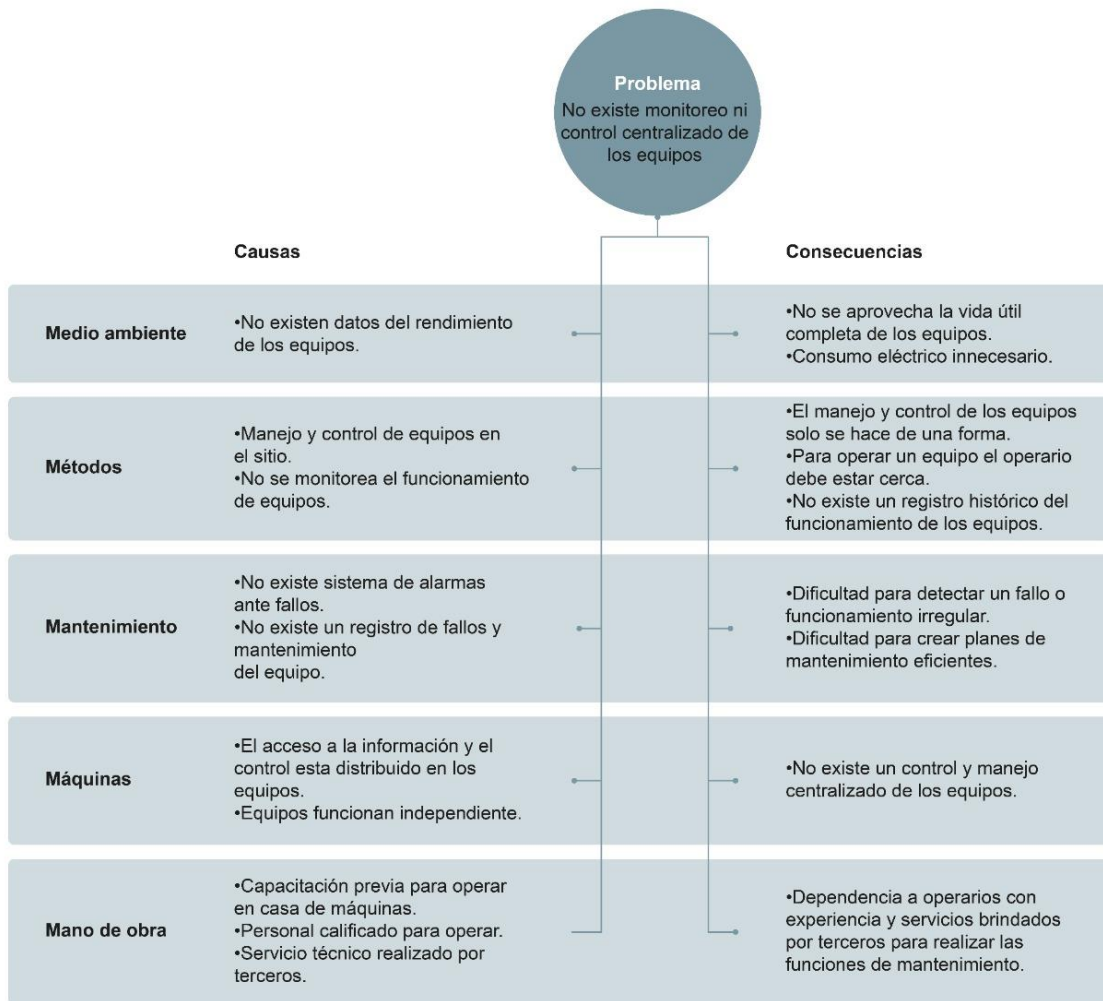 Problema
No existe monitoreo ni
control centralizado de
los equipos
Causas
Consecuencias
Medio ambiente
•No existen datos del rendimiento
de los equipos.
•No se aprovecha la vida útil
completa de los equipos.
•Consumo eléctrico innecesario.
Métodos
•Manejo y control de equipos en
el sitio.
•No se monitorea el funcionamiento
de equipos.
•El manejo y control de los equipos
solo se hace de una forma.
•Para operar un equipo el operario
debe estar cerca.
•No existe un registro histórico del
funcionamiento de los equipos.
Mantenimiento
•No existe sistema de alarmas
ante fallos.
•No existe un registro de fallos y
mantenimiento
del equipo.
•Dificultad para detectar un fallo o
funcionamiento irregular.
•Dificultad para crear planes de
mantenimiento eficientes.
Máquinas
•El acceso a la información y el
control esta distribuido en los
equipos.
•Equipos funcionan independiente.
•No existe un control y manejo
centralizado de los equipos.
Mano de obra
•Capacitación previa para operar
en casa de máquinas.
•Personal calificado para operar.
•Servicio técnico realizado por
terceros.
•Dependencia a operarios con
experiencia y servicios brindados
por terceros para realizar las
funciones de mantenimiento.